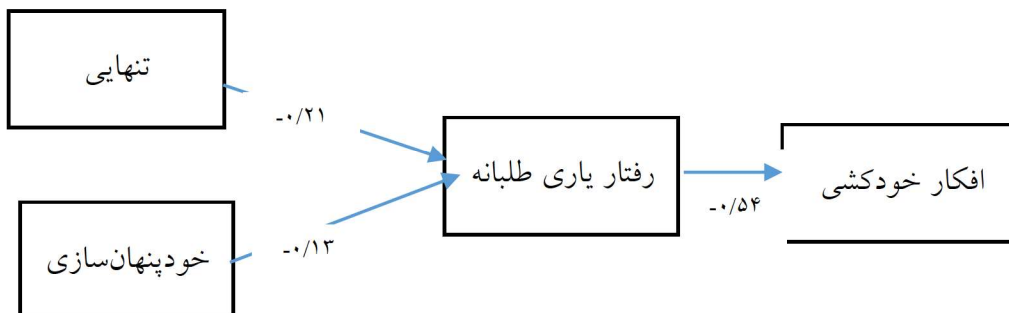 تنهایی
-۰/۲۱
رفتار یاری طلبانه
افکار خودکشی
-۰/۵۴
خودپنهان‌سازی
-۰/۱۳